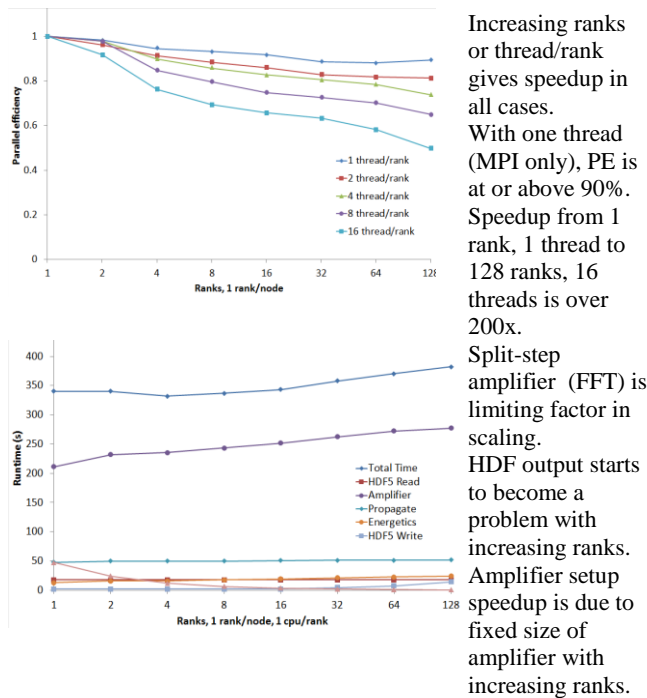 1
0.8
0.6
0.4
0.2
0
Parallel efficiency
1 thread/rank
2 thread/rank
4 thread/rank
8 thread/rank
16 thread/rank
1 2 4 8 16 32 64 128
Ranks, 1 rank/node
400
350
300
250
200
150
100
50
0
Runtime (s)
Total Time
HDF5 Read
Amplifier
Propagate
Energetics
HDF5 Write
1 2 4 8 16 32 64 128
Ranks, 1 rank/node, 1 cpu/rank
Increasing ranks
or thread/rank
gives speedup in
all cases.
With one thread
(MPI only), PE is
at or above 90%.
Speedup from 1
rank, 1 thread to
128 ranks, 16
threads is over
200x.
Split-step
amplifier (FFT) is
limiting factor in
scaling.
HDF output starts
to become a
problem with
increasing ranks.
Amplifier setup
speedup is due to
fixed size of
amplifier with
increasing ranks.